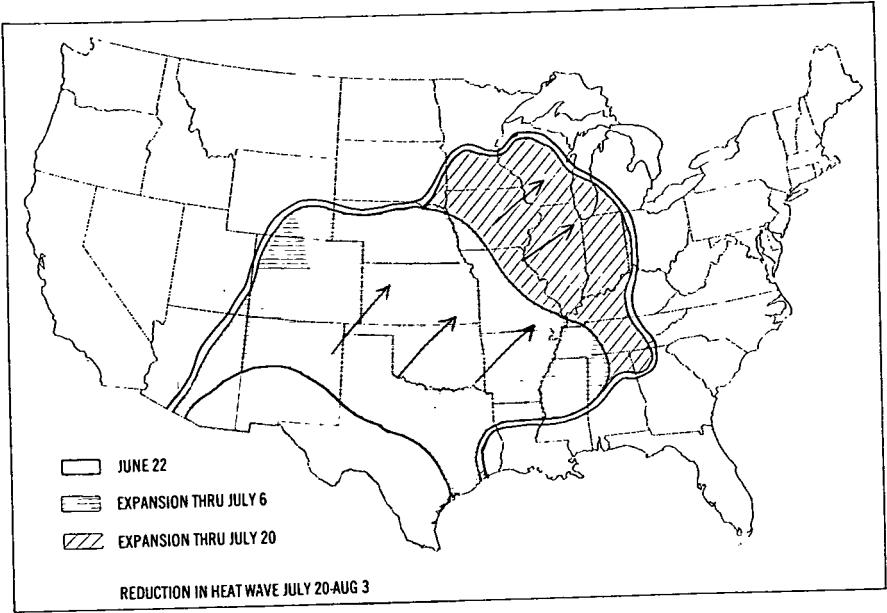 JUNE 22
EXPANSION THRU JULY 6
EXPANSION THRU JULY 20
REDUCTION IN HEAT WAVE JULY 20-AUG 3